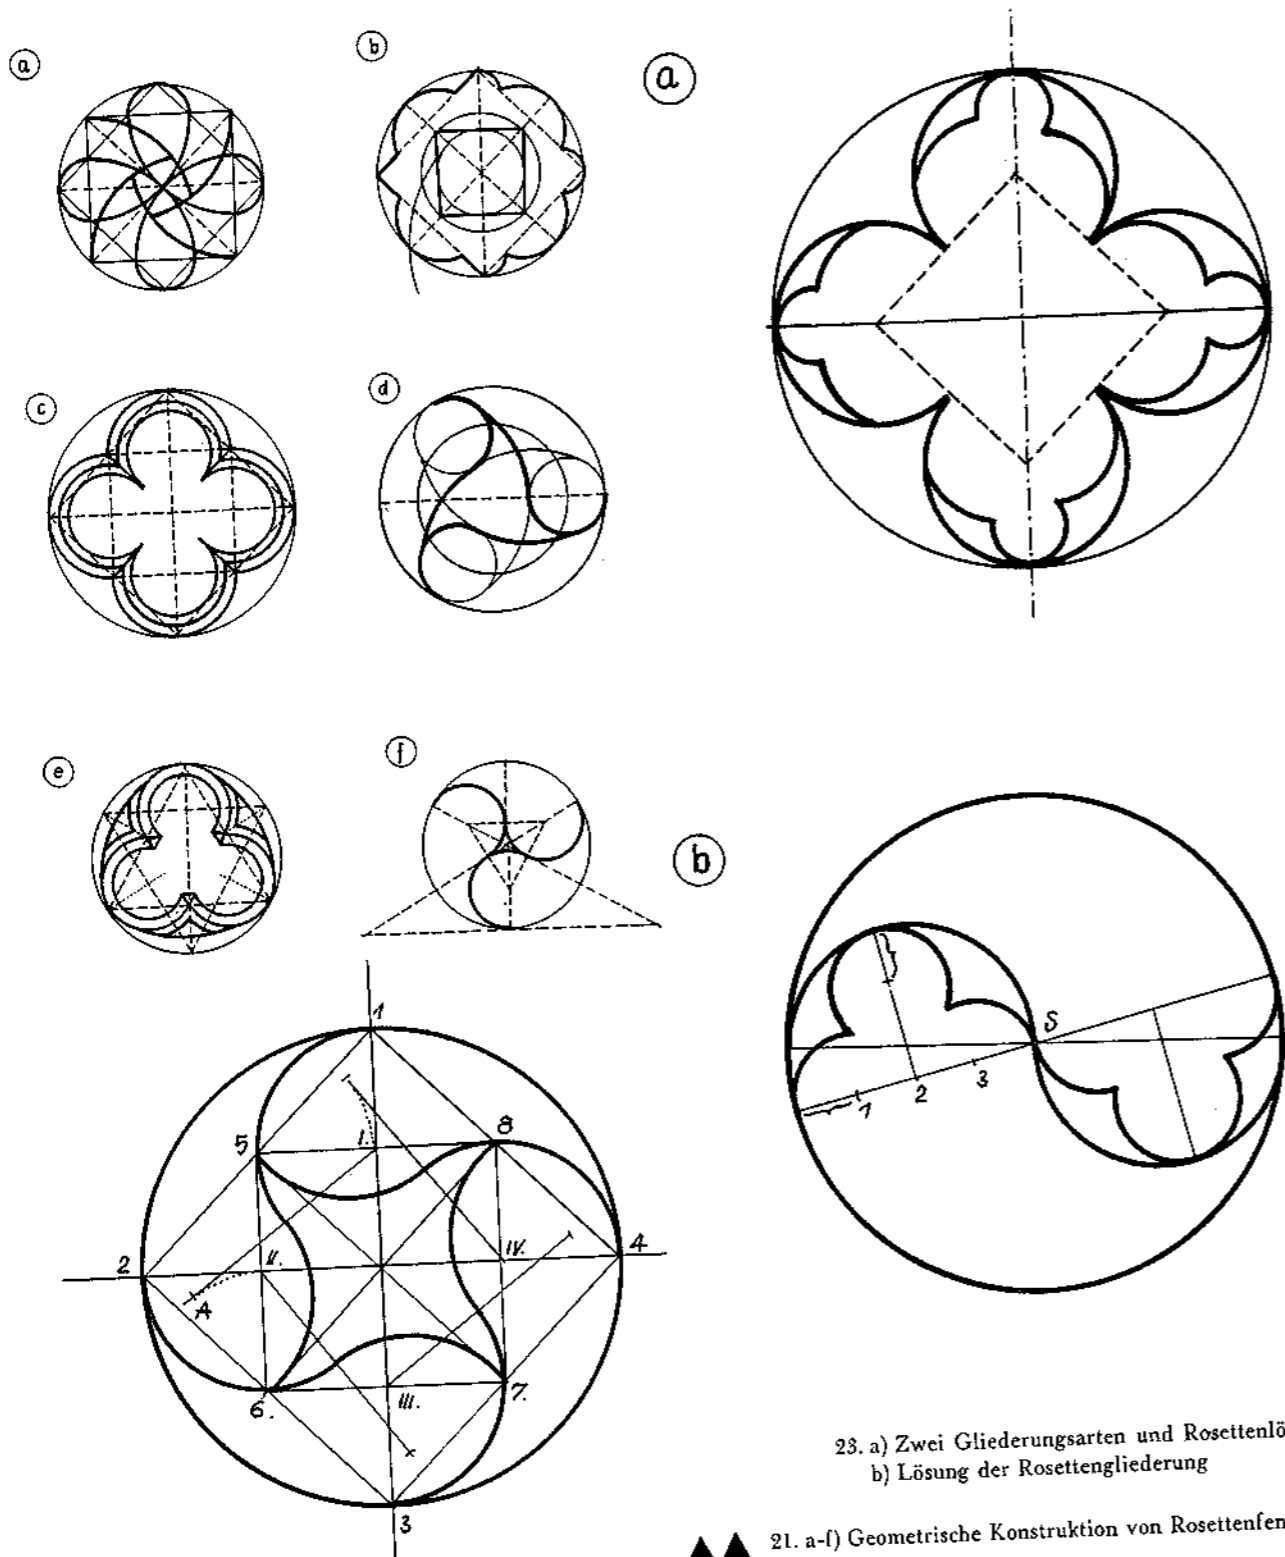 a
b
a
c
d
e
f
b
S
1
2
3
1
5
I.
8
2
II.
IV.
4
A
6.
III.
7.
3
23. a) Zwei Gliederungsarten und Rosettenlö
b) Lösung der Rosettengliederung
21. a-f) Geometrische Konstruktion von Rosettenfen